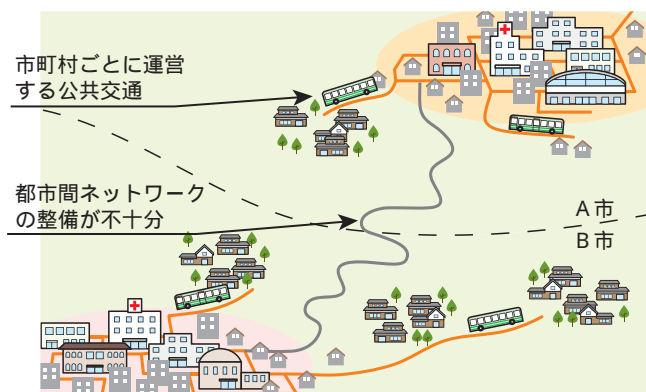 市町村ごとに運営
する公共交通
都市間ネットワーク
の整備が不十分
A市
B市